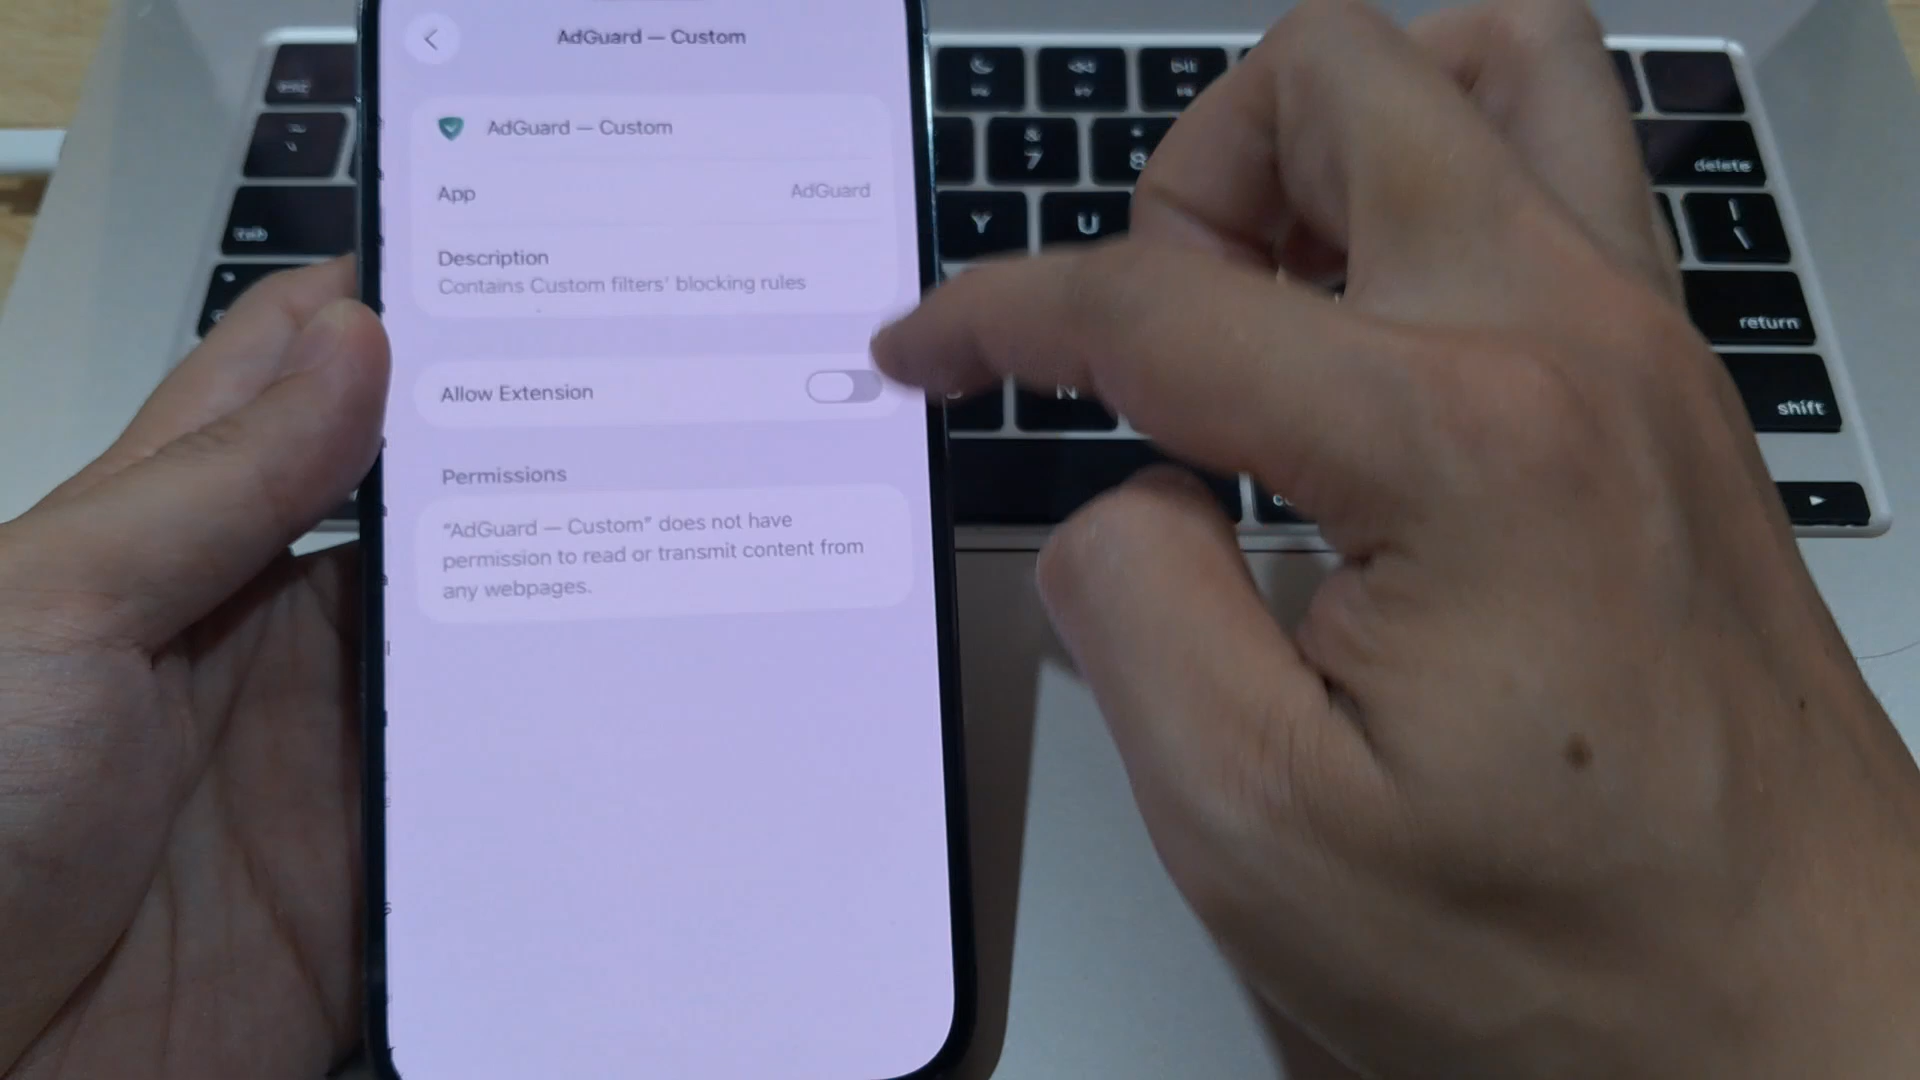 AdGuard — Custom
AdGuard — Custom
App
AdGuard
Description
Contains Custom filters' blocking rules
Allow Extension
Permissions
"AdGuard — Custom" does not have
permission to read or transmit content from
any webpages.
esc
tab
&
7
8
Y
U
N
delete
return
shift